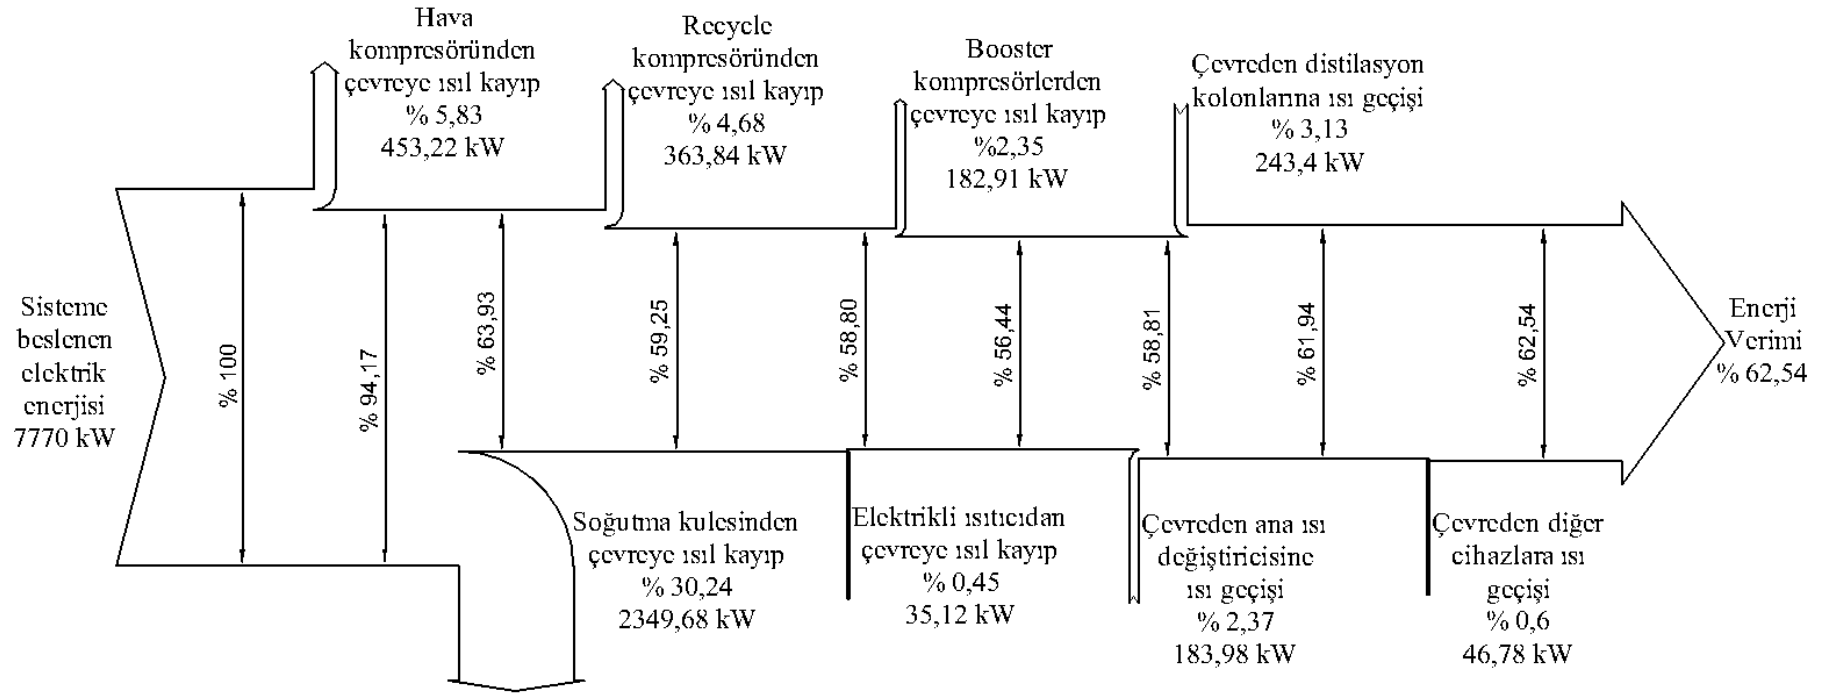 Hava
kompresöründen
çevreye ısıl kayıp
% 5,83
453,22 kW
Recycle
kompresöründen
çevreye ısıl kayıp
% 4,68
363,84 kW
Booster
kompresörlerden
çevreye ısıl kayıp
%2,35
182,91 kW
Çevreden distilasyon
kolonlarına ısı geçişi
% 3,13
243,4 kW
Sisteme
beslenen
elektrik
enerjisi
7770 kW
% 100
% 94,17
% 63,93
% 59,25
% 58,80
% 56,44
% 58,81
% 61,94
% 62,54
Enerji
Verimi
% 62,54
Soğutma kulesinden
çevreye ısıl kayıp
% 30,24
2349,68 kW
Elektrikli ısıtıcıdan
çevreye ısıl kayıp
% 0,45
35,12 kW
Çevreden ana ısı
değiştiricisine
ısı geçişi
% 2,37
183,98 kW
Çevreden diğer
cihazlara ısı
geçişi
% 0,6
46,78 kW